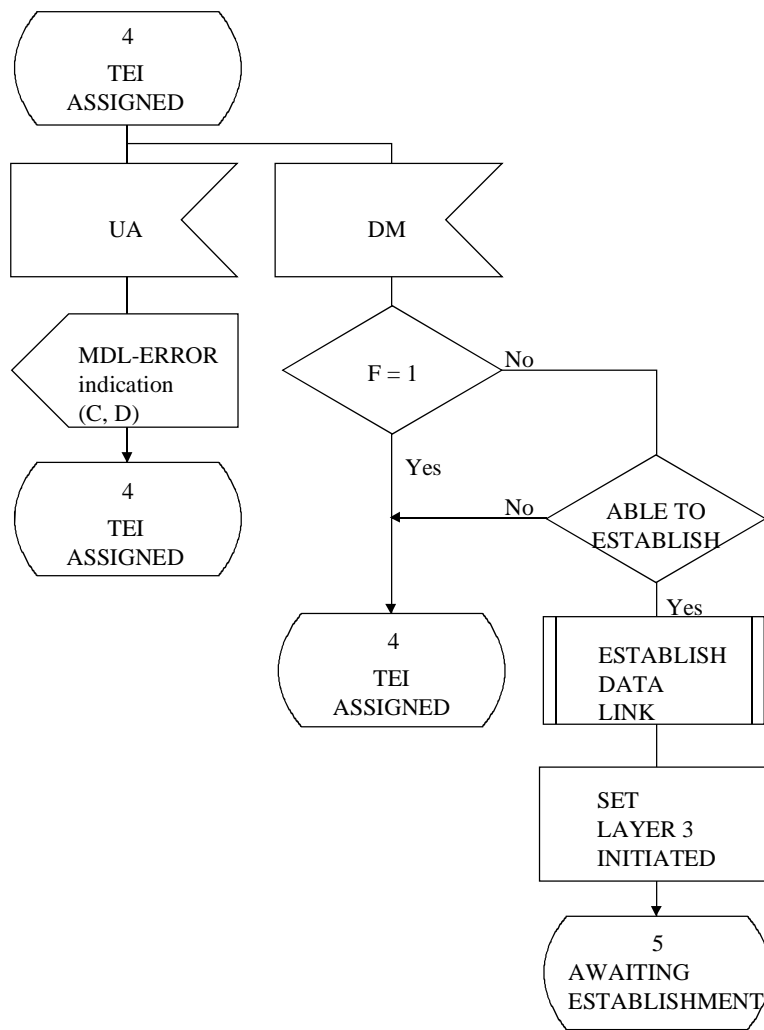 4
TEI
ASSIGNED
UA
DM
MDL-ERROR
indication
(C, D)
F = 1
No
Yes
4
TEI
ASSIGNED
No
ABLE TO
ESTABLISH
Yes
4
TEI
ASSIGNED
ESTABLISH
DATA
LINK
SET
LAYER 3
INITIATED
5
AWAITING
ESTABLISHMENT